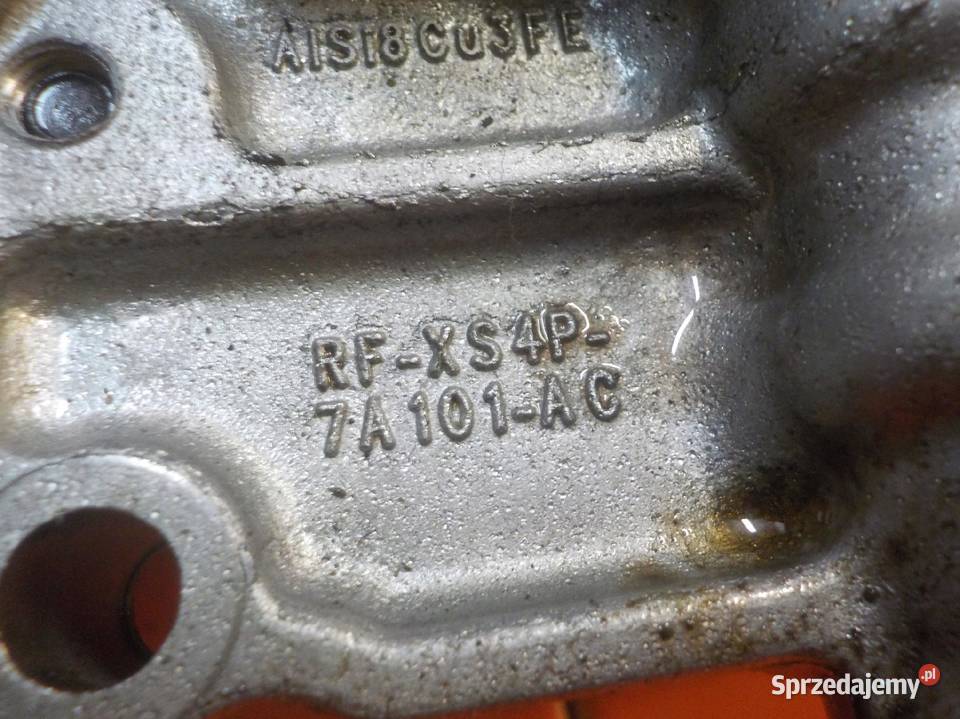 AlSi8Cu3FE
RF-XS4P-
7A101-AC
Sprzedajemy.pl